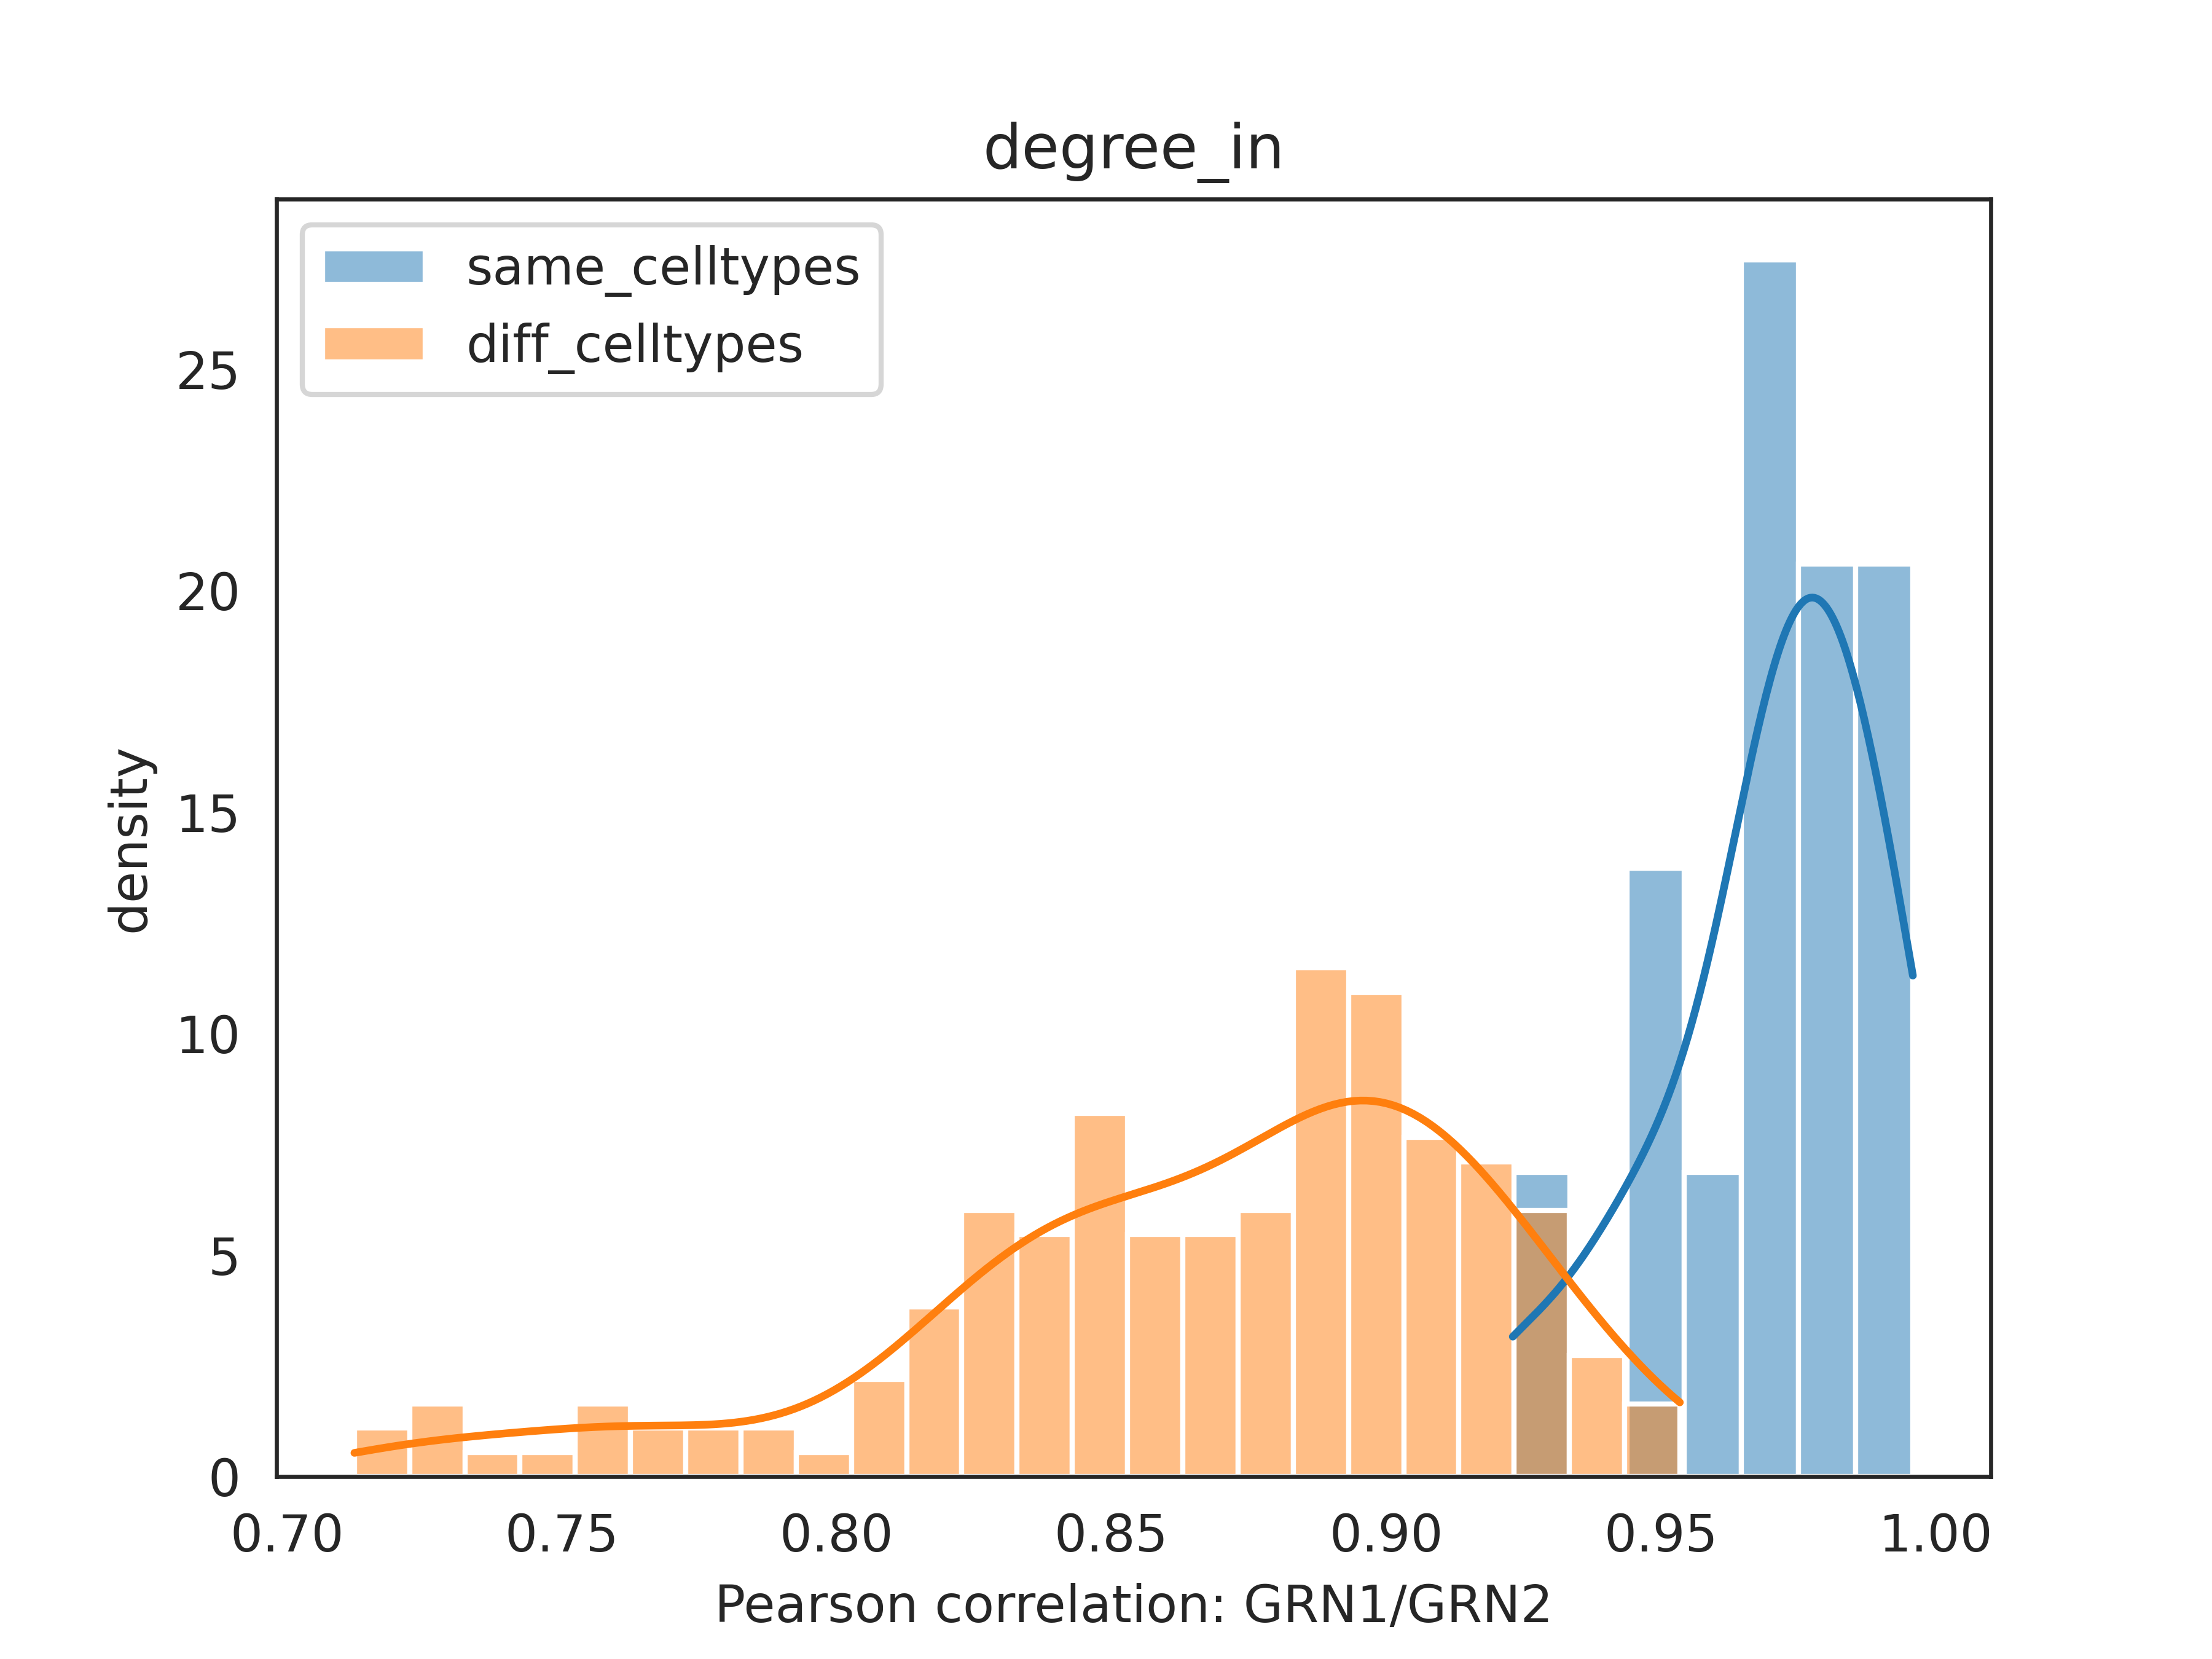 degree_in
same_celltypes
diff_celltypes
density
25
20
15
10
5
0
0.70 0.75 0.80 0.85 0.90 0.95 1.00
Pearson correlation: GRN1/GRN2